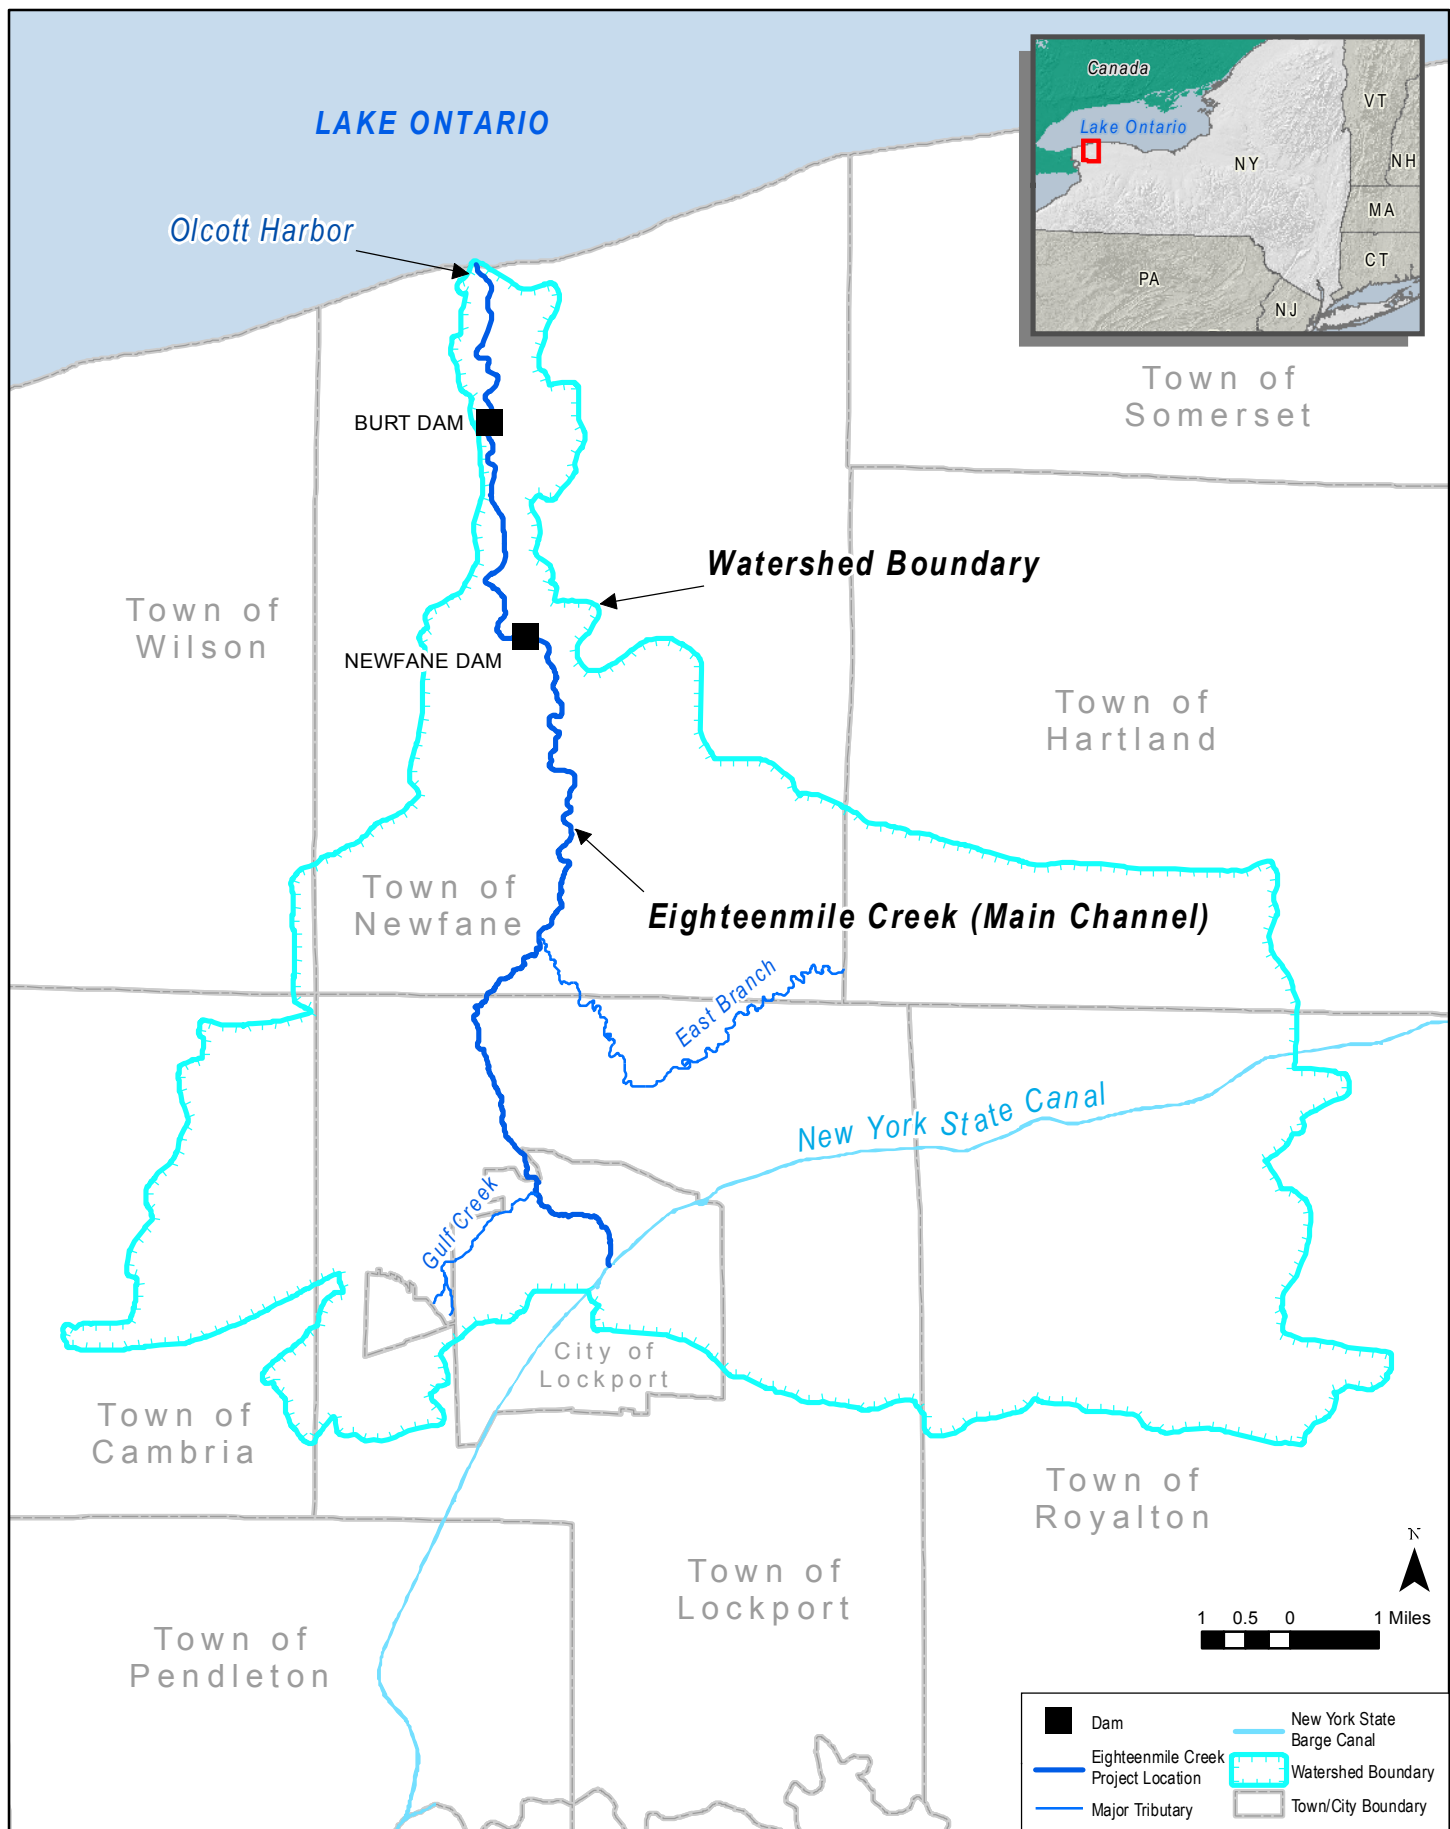 LAKE ONTARIO
Olcott Harbor
Canada
Lake Ontario
VT
NH
NY
MA
CT
PA
NJ
Town of
Somerset
BURT DAM
Watershed Boundary
Town of
Wilson
NEWFANE DAM
Town of
Hartland
Town of
Newfane
Eighteenmile Creek (Main Channel)
East Branch
New York State Canal
Gulf Creek
City of
Lockport
Town of
Cambria
Town of
Royalton
Town of
Lockport
Town of
Pendleton
N
1 0.5 0 1 Miles
Dam
Eighteenmile Creek
Project Location
Major Tributary
New York State
Barge Canal
Watershed Boundary
Town/City Boundary